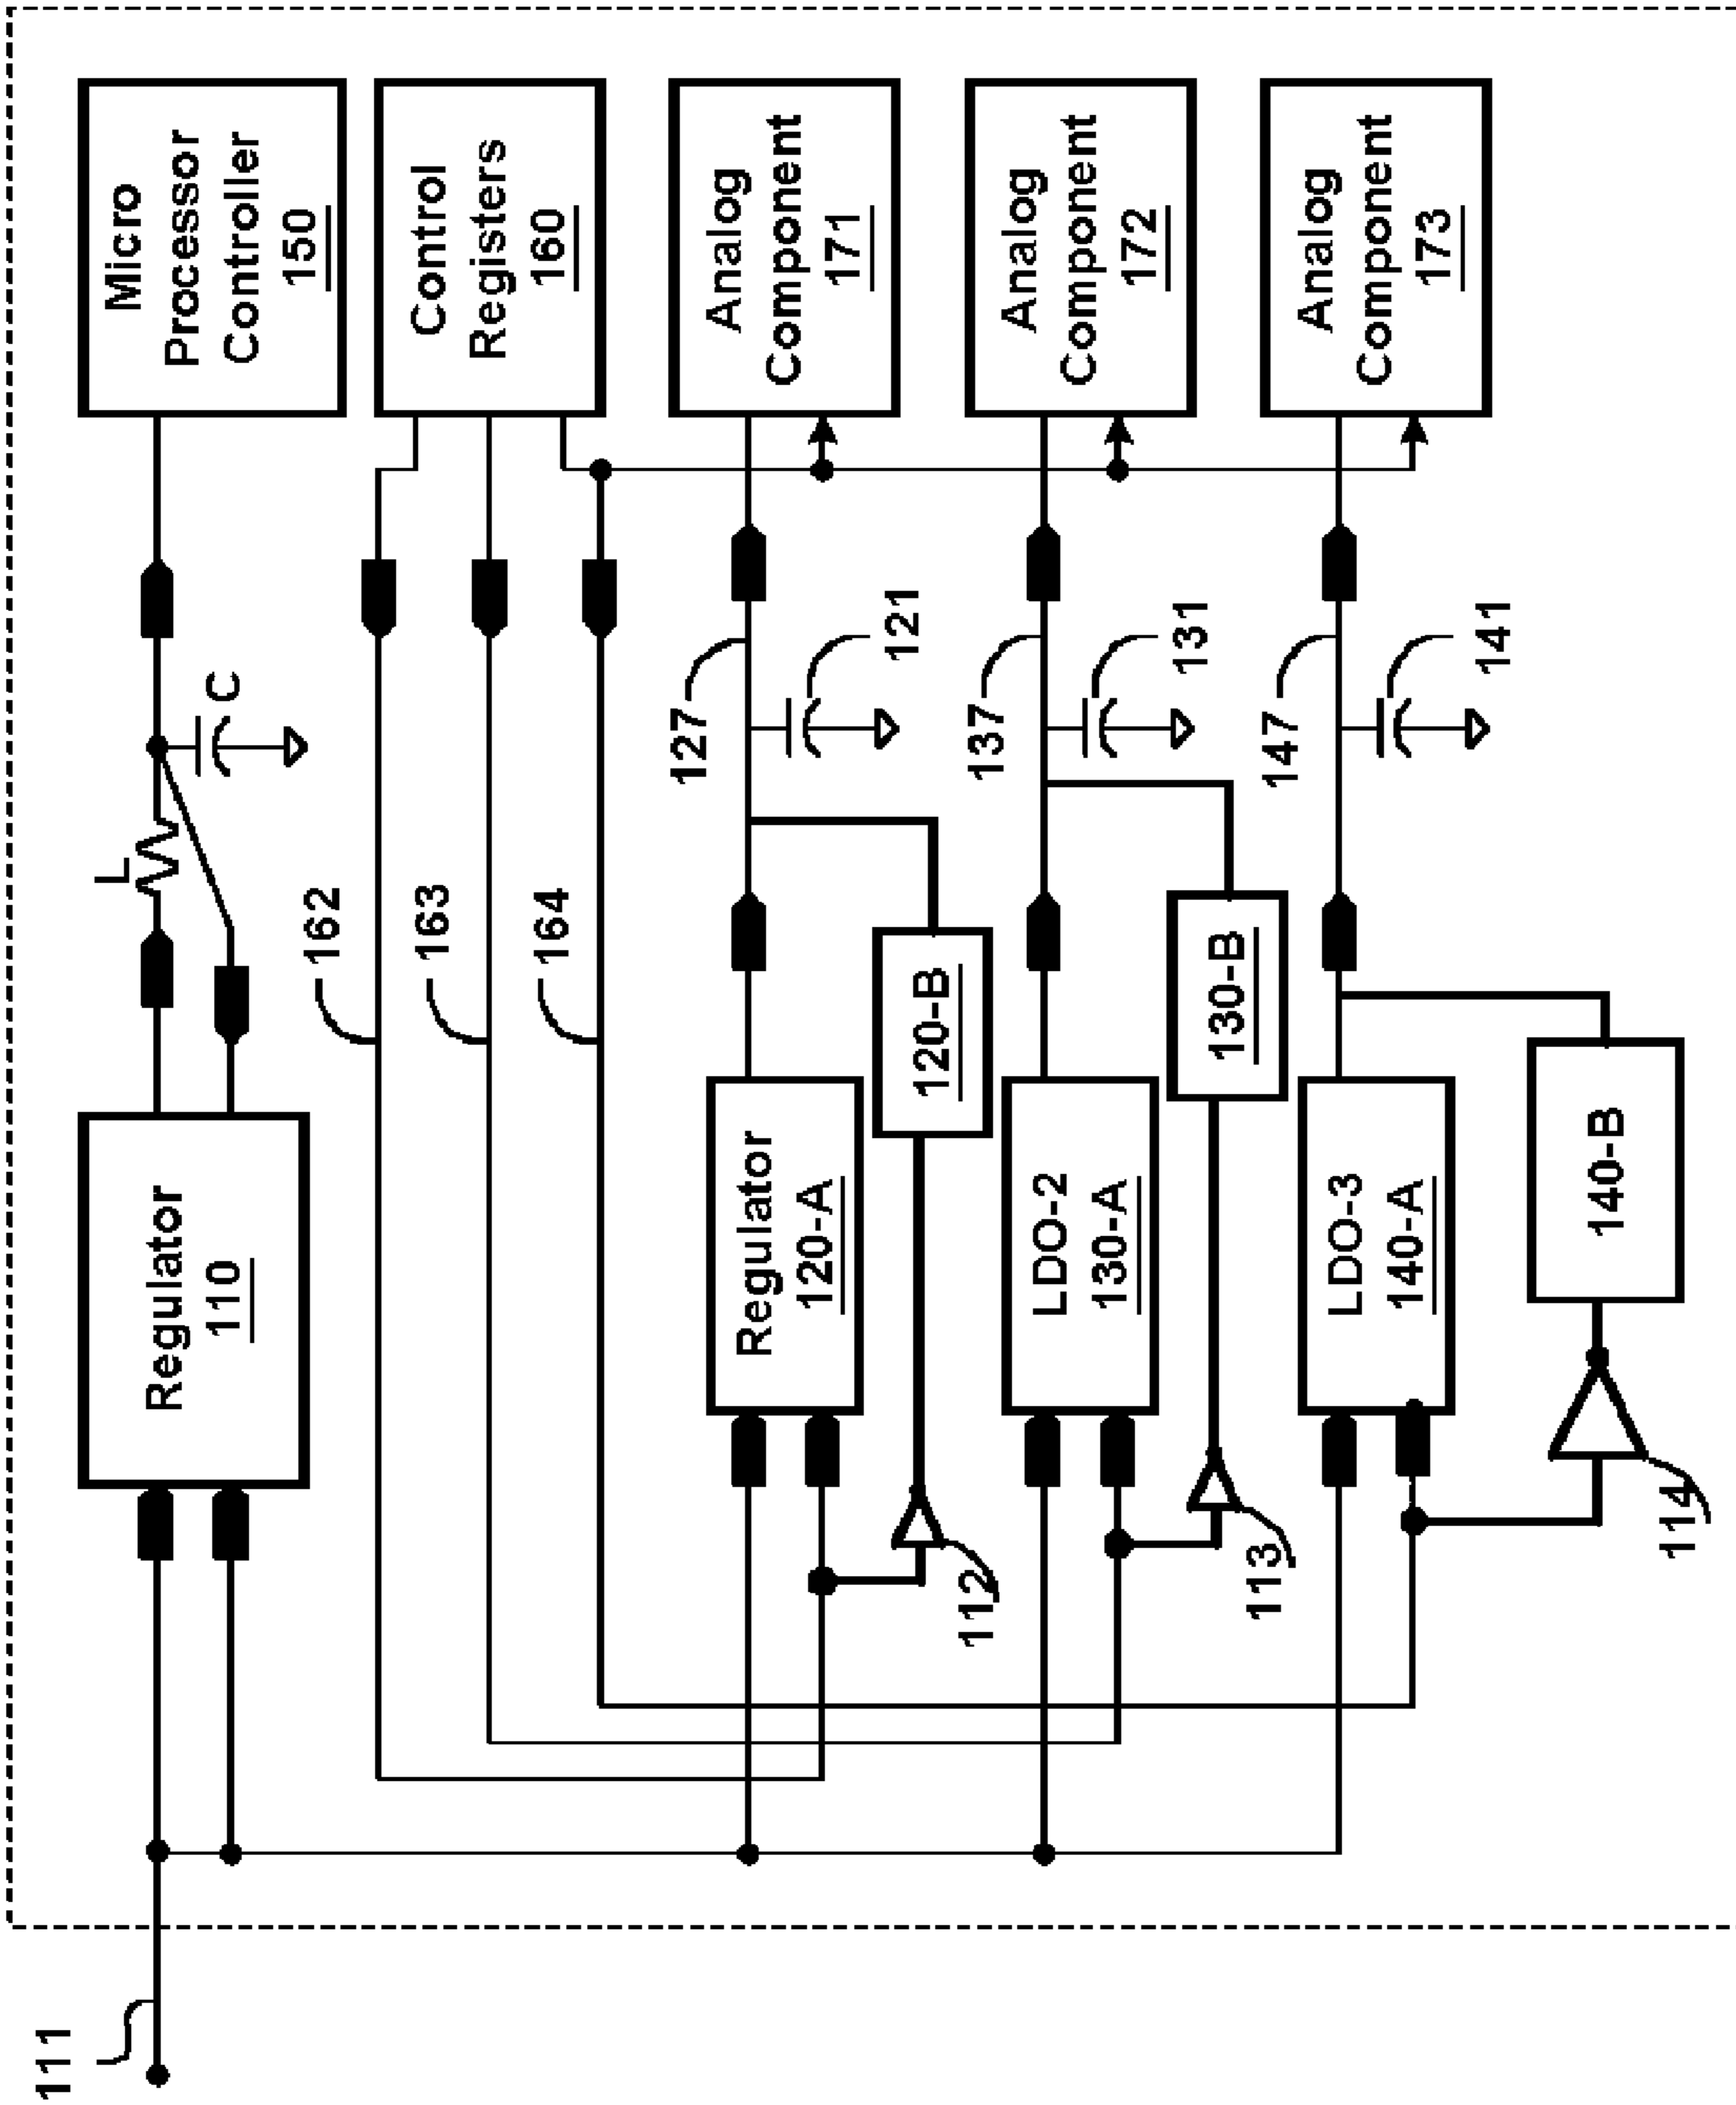 111
Regulator
110
L
C
Micro
Processor
Controller
150
162
163
164
Control
Registers
160
Regulator
120-A
112
120-B
127
121
Analog
Component
171
LDO-2
130-A
113
130-B
137
131
Analog
Component
172
LDO-3
140-A
114
140-B
147
141
Analog
Component
173